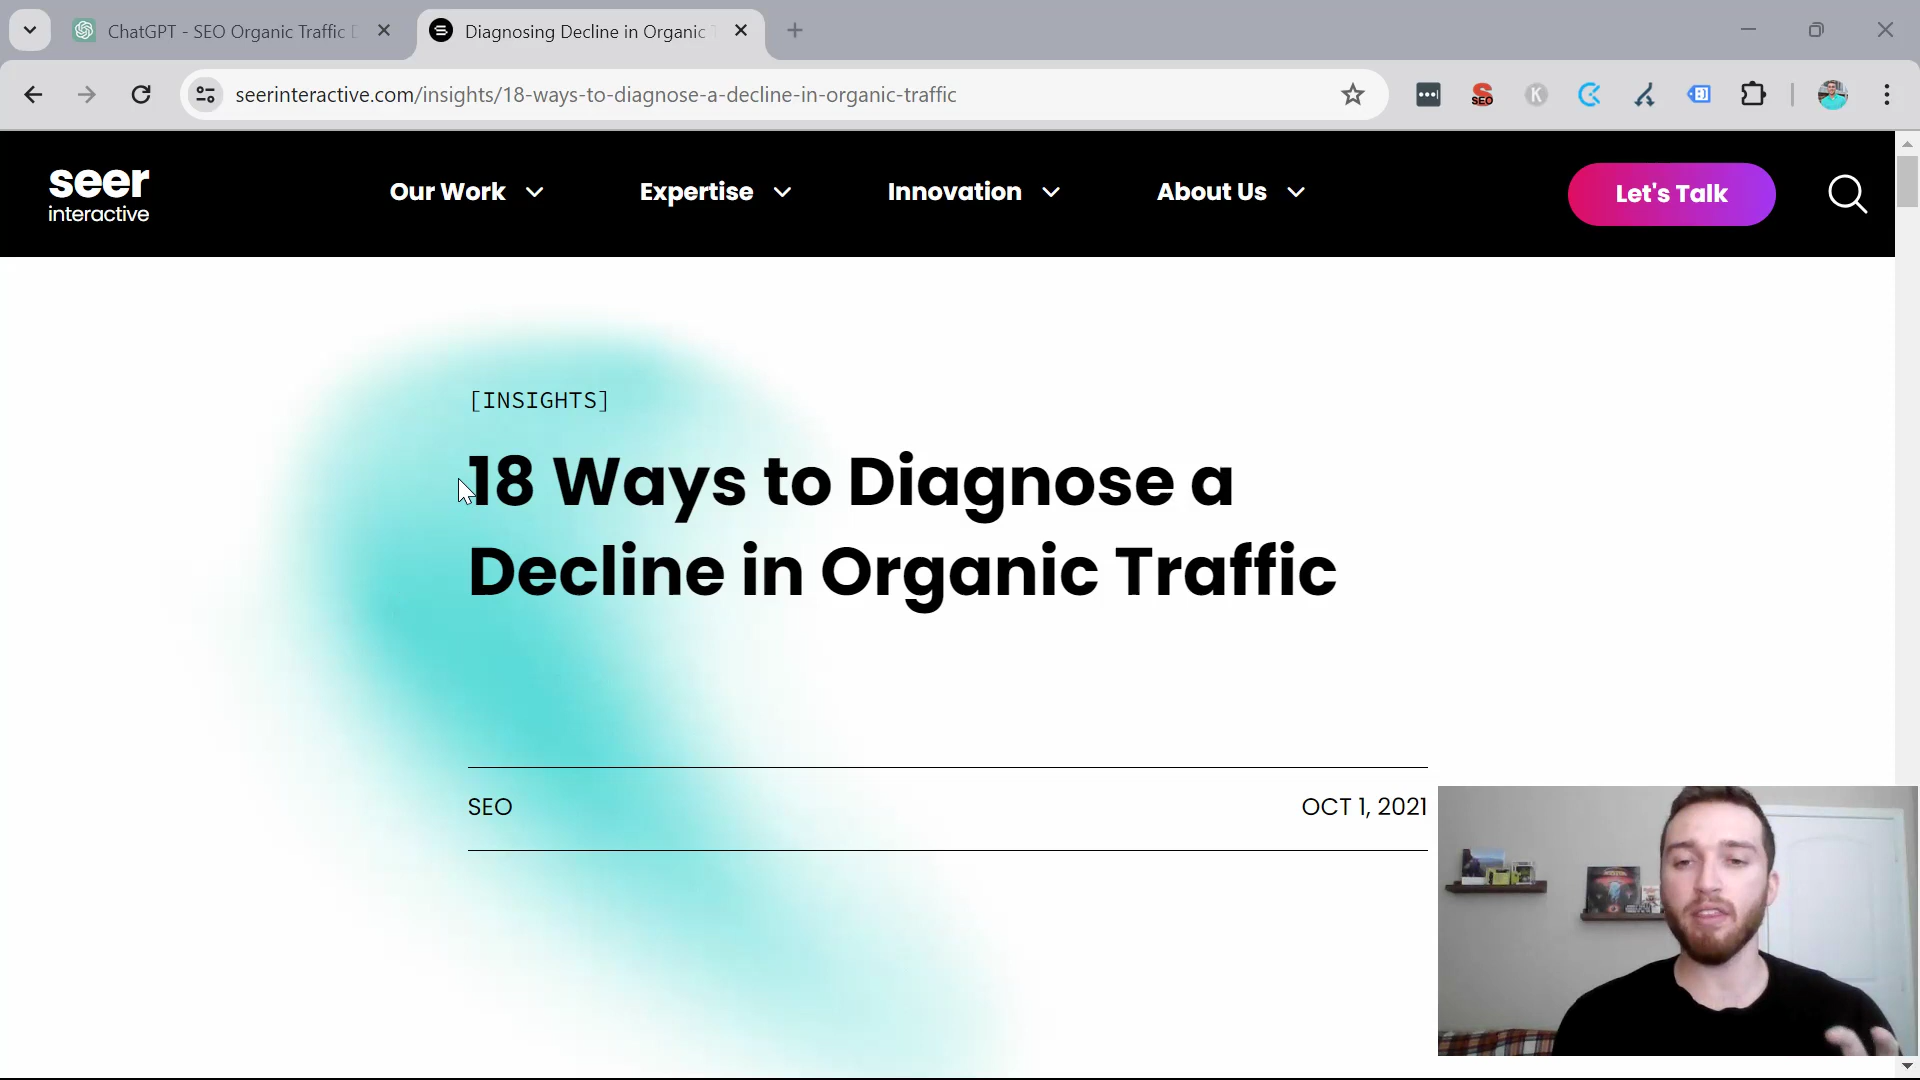 ChatGPT - SEO Organic Traffic
Diagnosing Decline in Organic
seerinteractive.com/insights/18-ways-to-diagnose-a-decline-in-organic-traffic
SEO
K
seer
interactive
Our Work
Expertise
Innovation
About Us
Let's Talk
[INSIGHTS]
18 Ways to Diagnose a
Decline in Organic Traffic
SEO
OCT 1, 2021